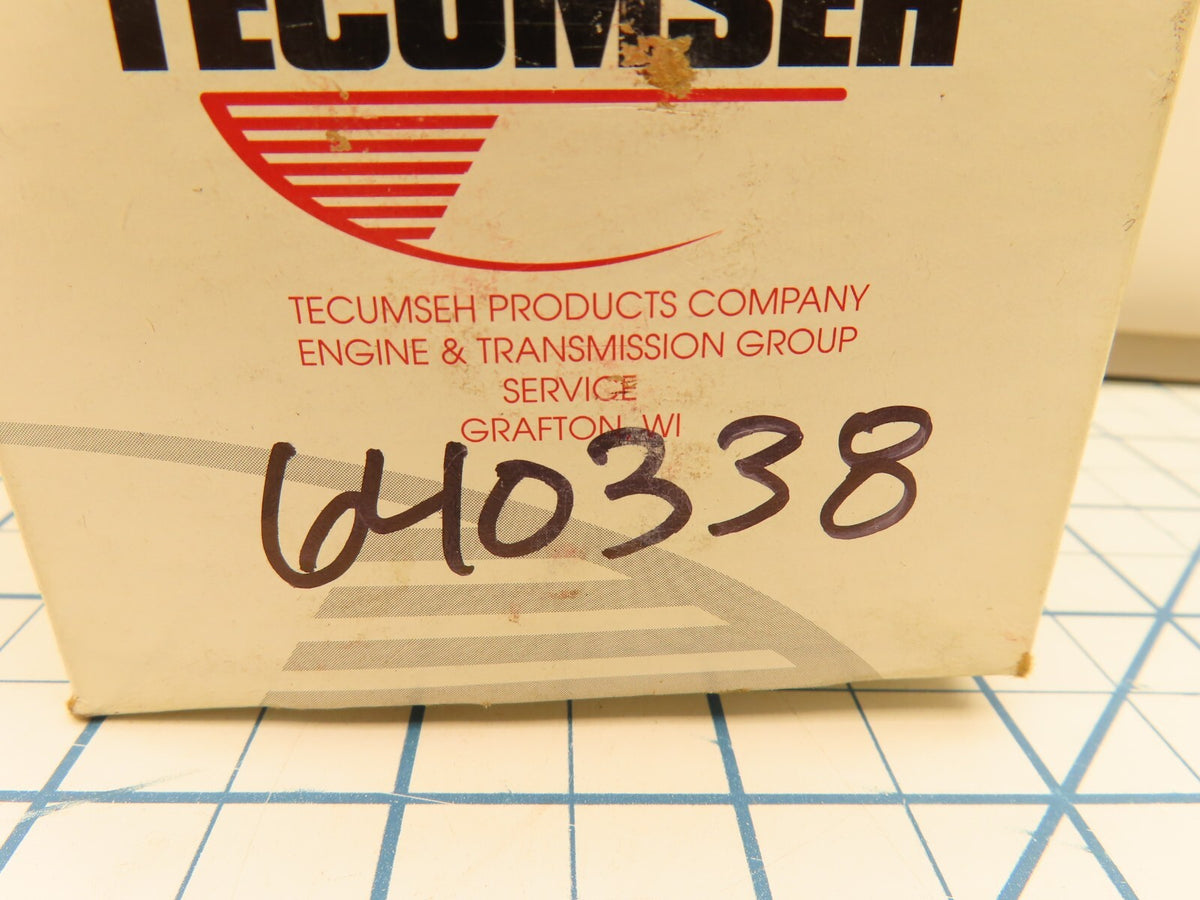 TECUMSEH
TECUMSEH PRODUCTS COMPANY
ENGINE & TRANSMISSION GROUP
SERVICE
GRAFTON, WI
640338